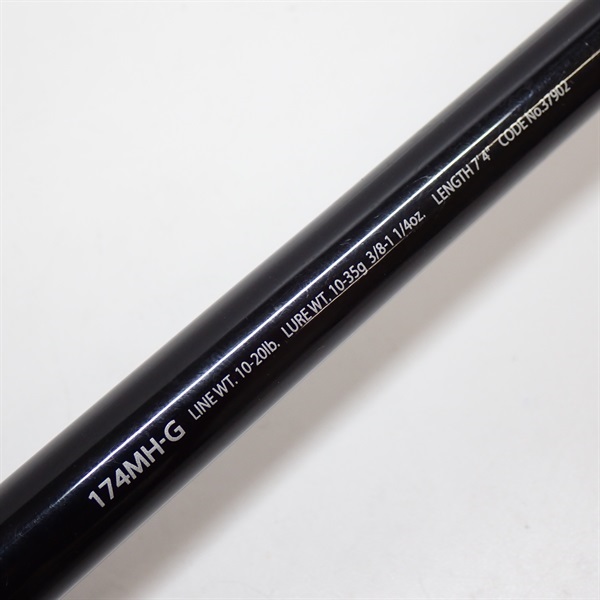 174MH-G LINE WT. 10-20lb. LURE WT. 10-35g 3/8-1 1/4oz. LENGTH 7'4" CODE No.37902